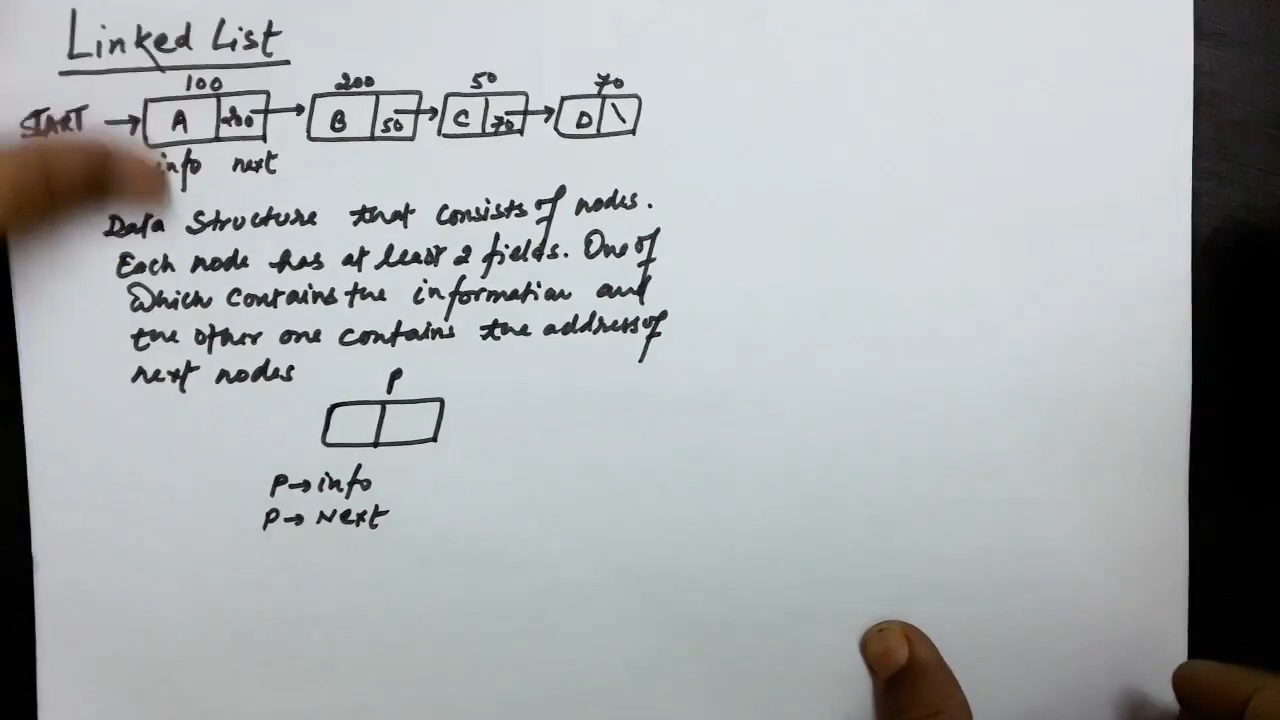 Linked List
100 200 50 70
START → A 200 → B 50 → C 70 → D \
info next
Data Structure that consists of nodes.
Each node has at least 2 fields. One of
Which contains the information and
the other one contains the address of
next nodes
P
P→info
P→Next